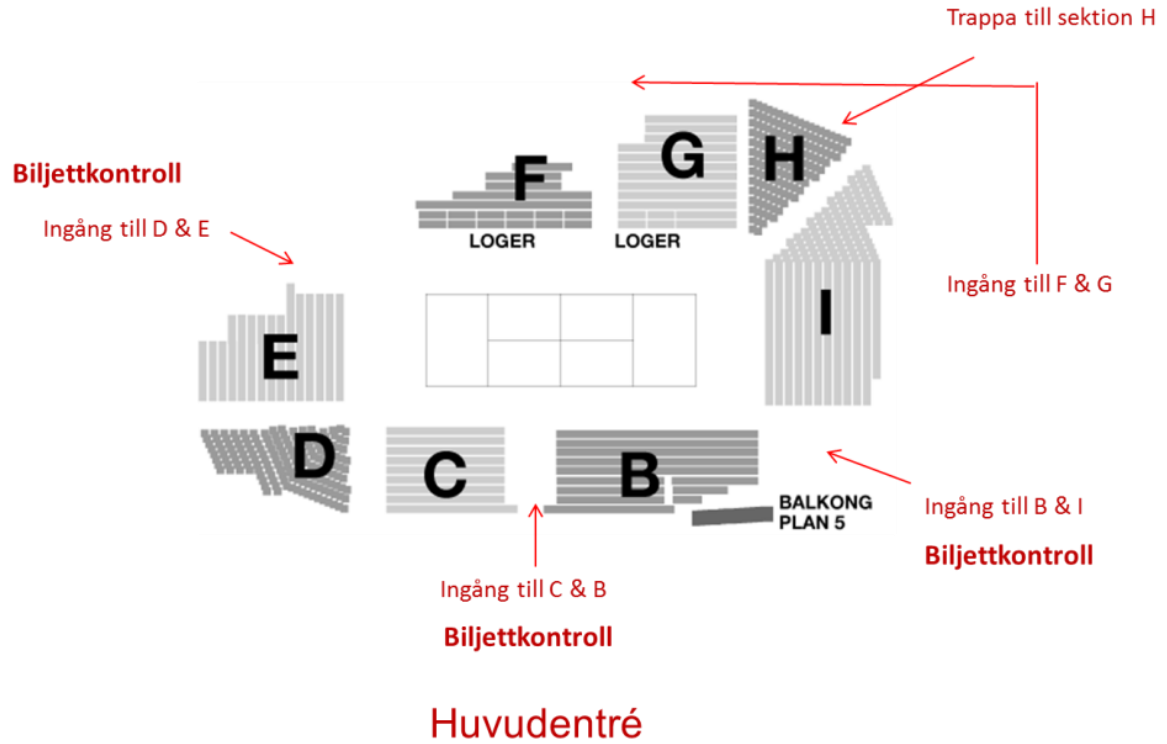 Trappa till sektion H
G
H
F
Biljettkontroll
Ingång till D & E
LOGER
LOGER
Ingång till F & G
I
E
D
C
B
BALKONG
PLAN 5
Ingång till B & I
Biljettkontroll
Ingång till C & B
Biljettkontroll
Huvudentré